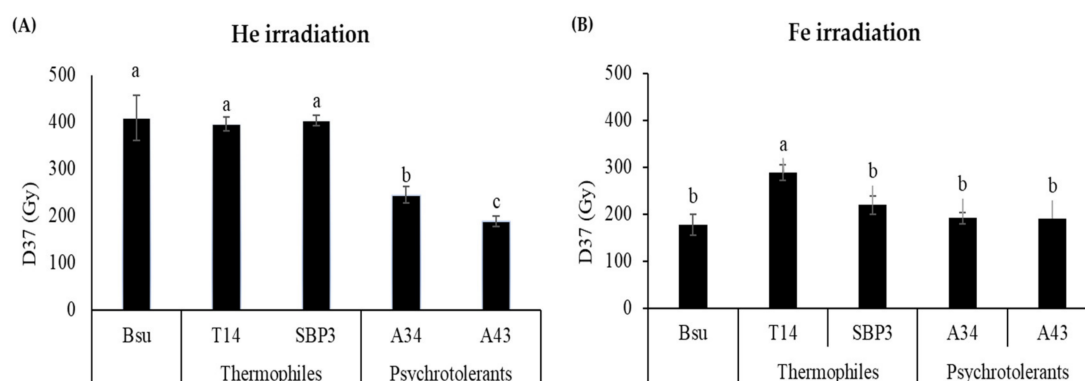 (A)
He irradiation
D37 (Gy)
500
400
300
200
100
0
a
a
a
b
c
Bsu
T14
SBP3
A34
A43
Thermophiles
Psychrotolerants
(B)
Fe irradiation
D37 (Gy)
500
400
300
200
100
0
b
a
b
b
b
Bsu
T14
SBP3
A34
A43
Thermophiles
Psychrotolerants